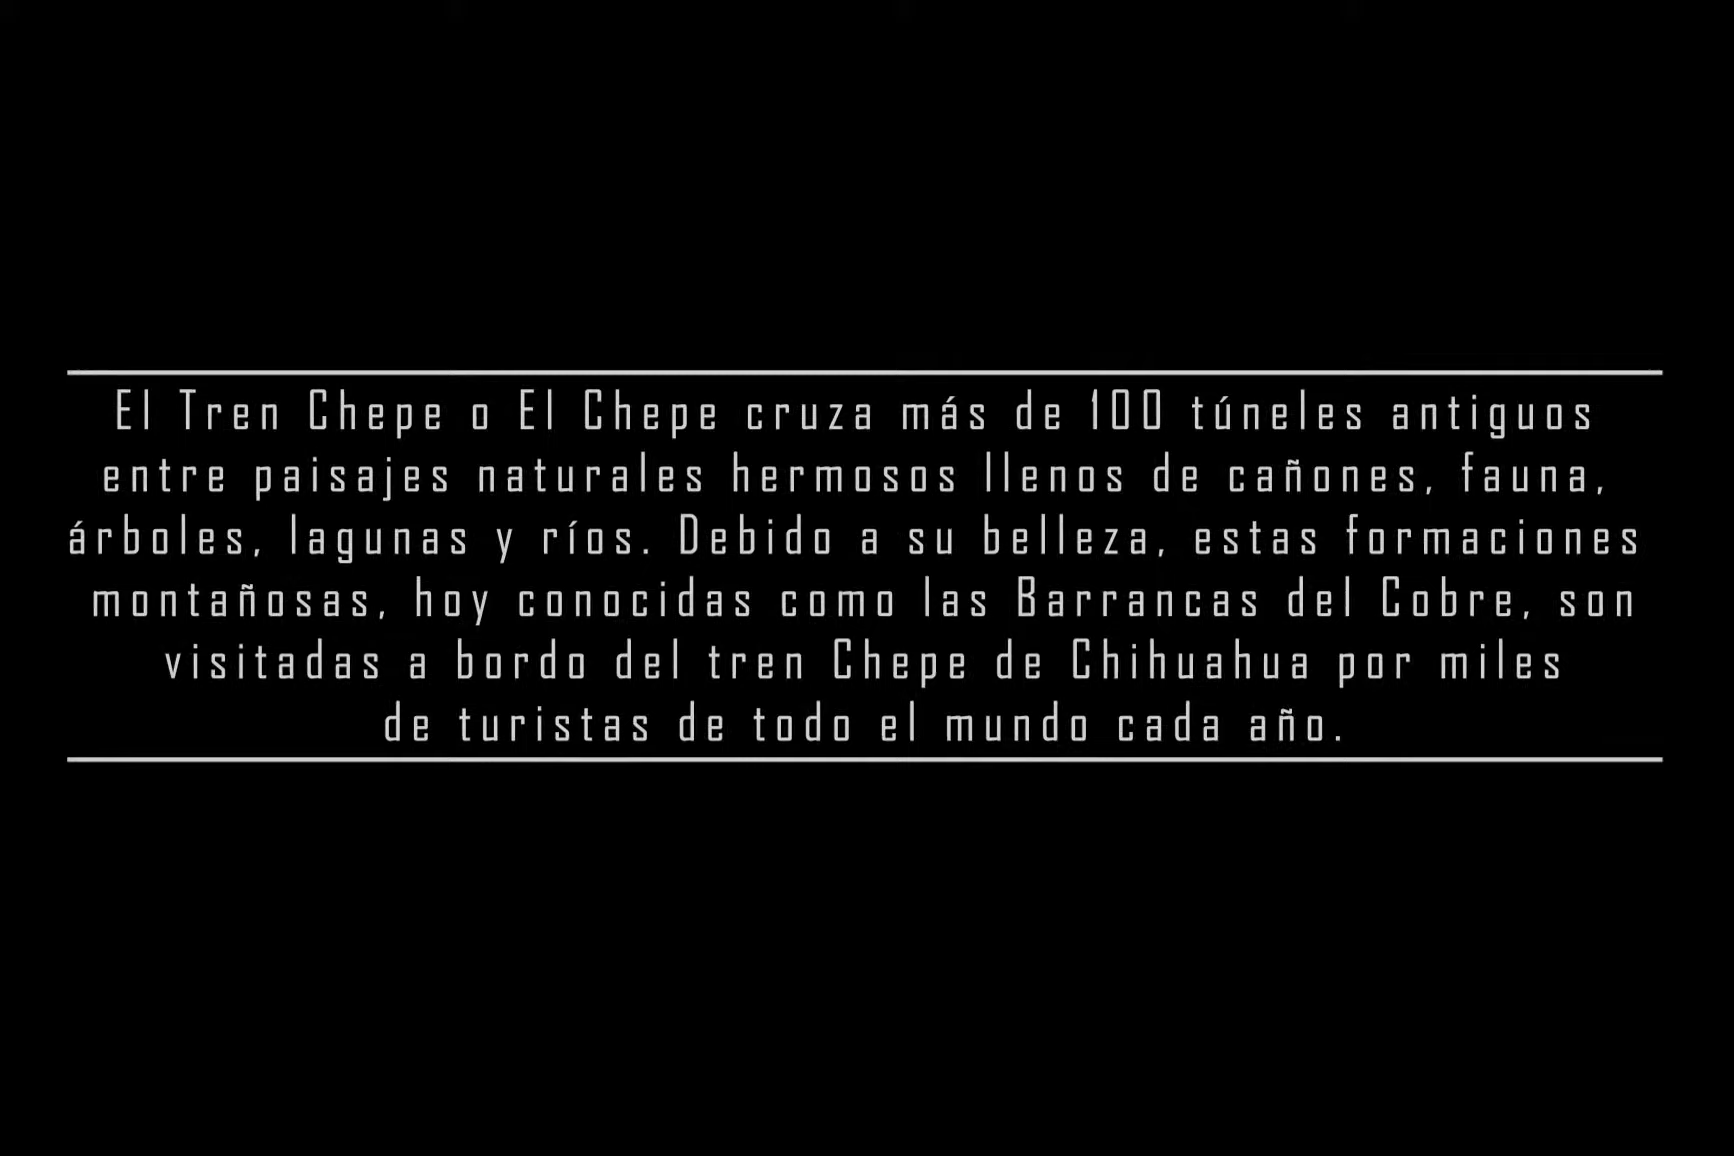 El Tren Chepe o El Chepe cruza más de 100 túneles antiguos
entre paisajes naturales hermosos llenos de cañones, fauna,
árboles, lagunas y ríos. Debido a su belleza, estas formaciones
montañosas, hoy conocidas como las Barrancas del Cobre, son
visitadas a bordo del tren Chepe de Chihuahua por miles
de turistas de todo el mundo cada año.